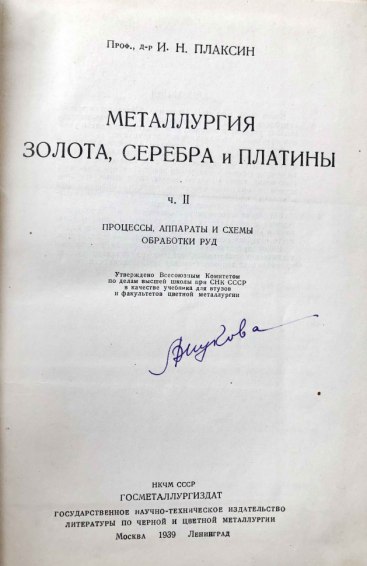 Проф., д-р И. Н. ПЛАКСИН
МЕТАЛЛУРГИЯ
ЗОЛОТА, СЕРЕБРА и ПЛАТИНЫ
ч. II
ПРОЦЕССЫ, АППАРАТЫ И СХЕМЫ
ОБРАБОТКИ РУД
Утверждено Всесоюзным Комитетом
по делам высшей школы при СНК СССР
в качестве учебника для втузов
и факультетов цветной металлургии
НКЧМ СССР
ГОСМЕТАЛЛУРГИЗДАТ
ГОСУДАРСТВЕННОЕ НАУЧНО-ТЕХНИЧЕСКОЕ ИЗДАТЕЛЬСТВО
ЛИТЕРАТУРЫ ПО ЧЕРНОЙ И ЦВЕТНОЙ МЕТАЛЛУРГИИ
Москва 1939 Ленинград